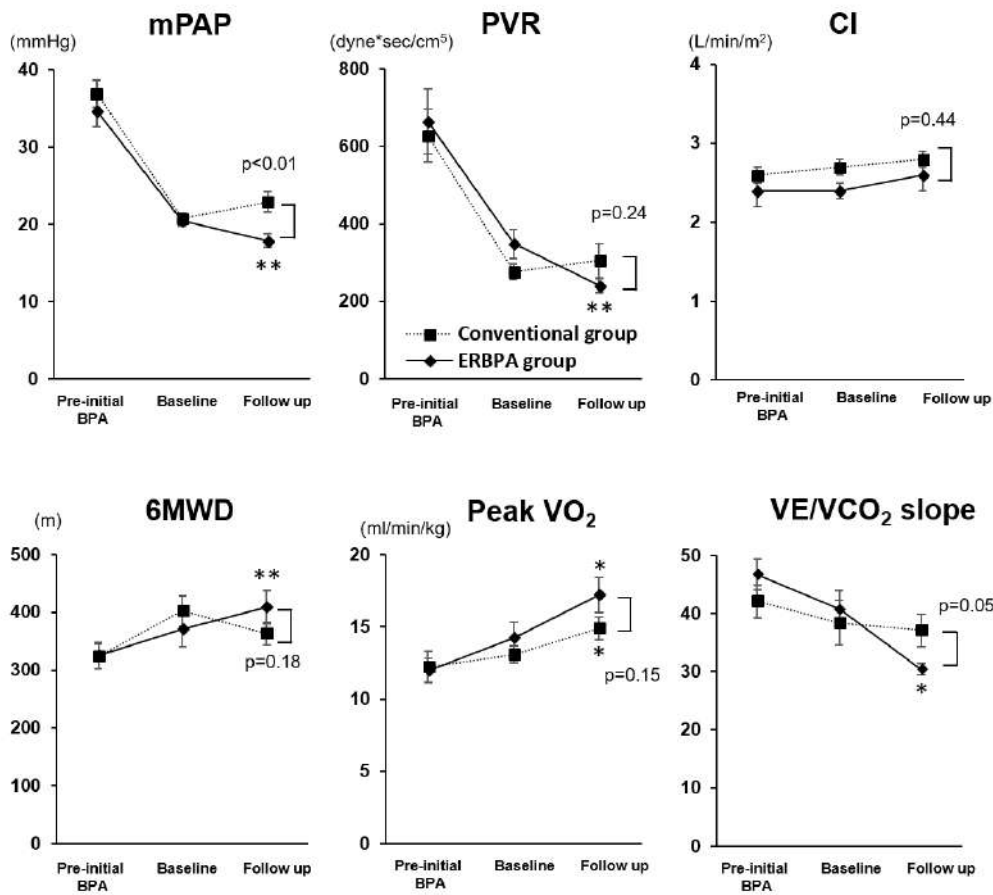 mPAP
(mmHg)
40
30
20
10
0
p<0.01
**
Pre-initial
BPA
Baseline
Follow up
PVR
(dyne*sec/cm⁵)
800
600
400
200
0
p=0.24
**
Conventional group
ERBPA group
Pre-initial
BPA
Baseline
Follow up
CI
(L/min/m²)
4
3
2
1
0
p=0.44
Pre-initial
BPA
Baseline
Follow up
6MWD
(m)
500
400
300
200
100
0
**
p=0.18
Pre-initial
BPA
Baseline
Follow up
Peak VO₂
(ml/min/kg)
20
15
10
5
0
*
*
p=0.15
Pre-initial
BPA
Baseline
Follow up
VE/VCO₂ slope
50
40
30
20
10
0
p=0.05
*
Pre-initial
BPA
Baseline
Follow up